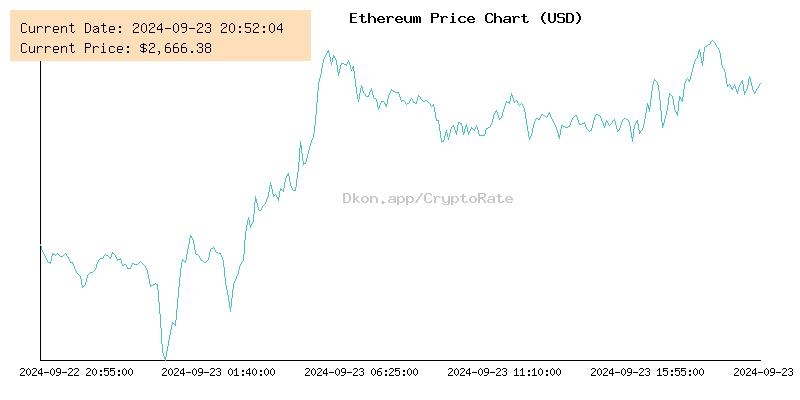 Ethereum Price Chart (USD)
Current Date: 2024-09-23 20:52:04
Current Price: $2,666.38
Dkon.app/CryptoRate
2024-09-22 20:55:00 2024-09-23 01:40:00 2024-09-23 06:25:00 2024-09-23 11:10:00 2024-09-23 15:55:00 2024-09-23